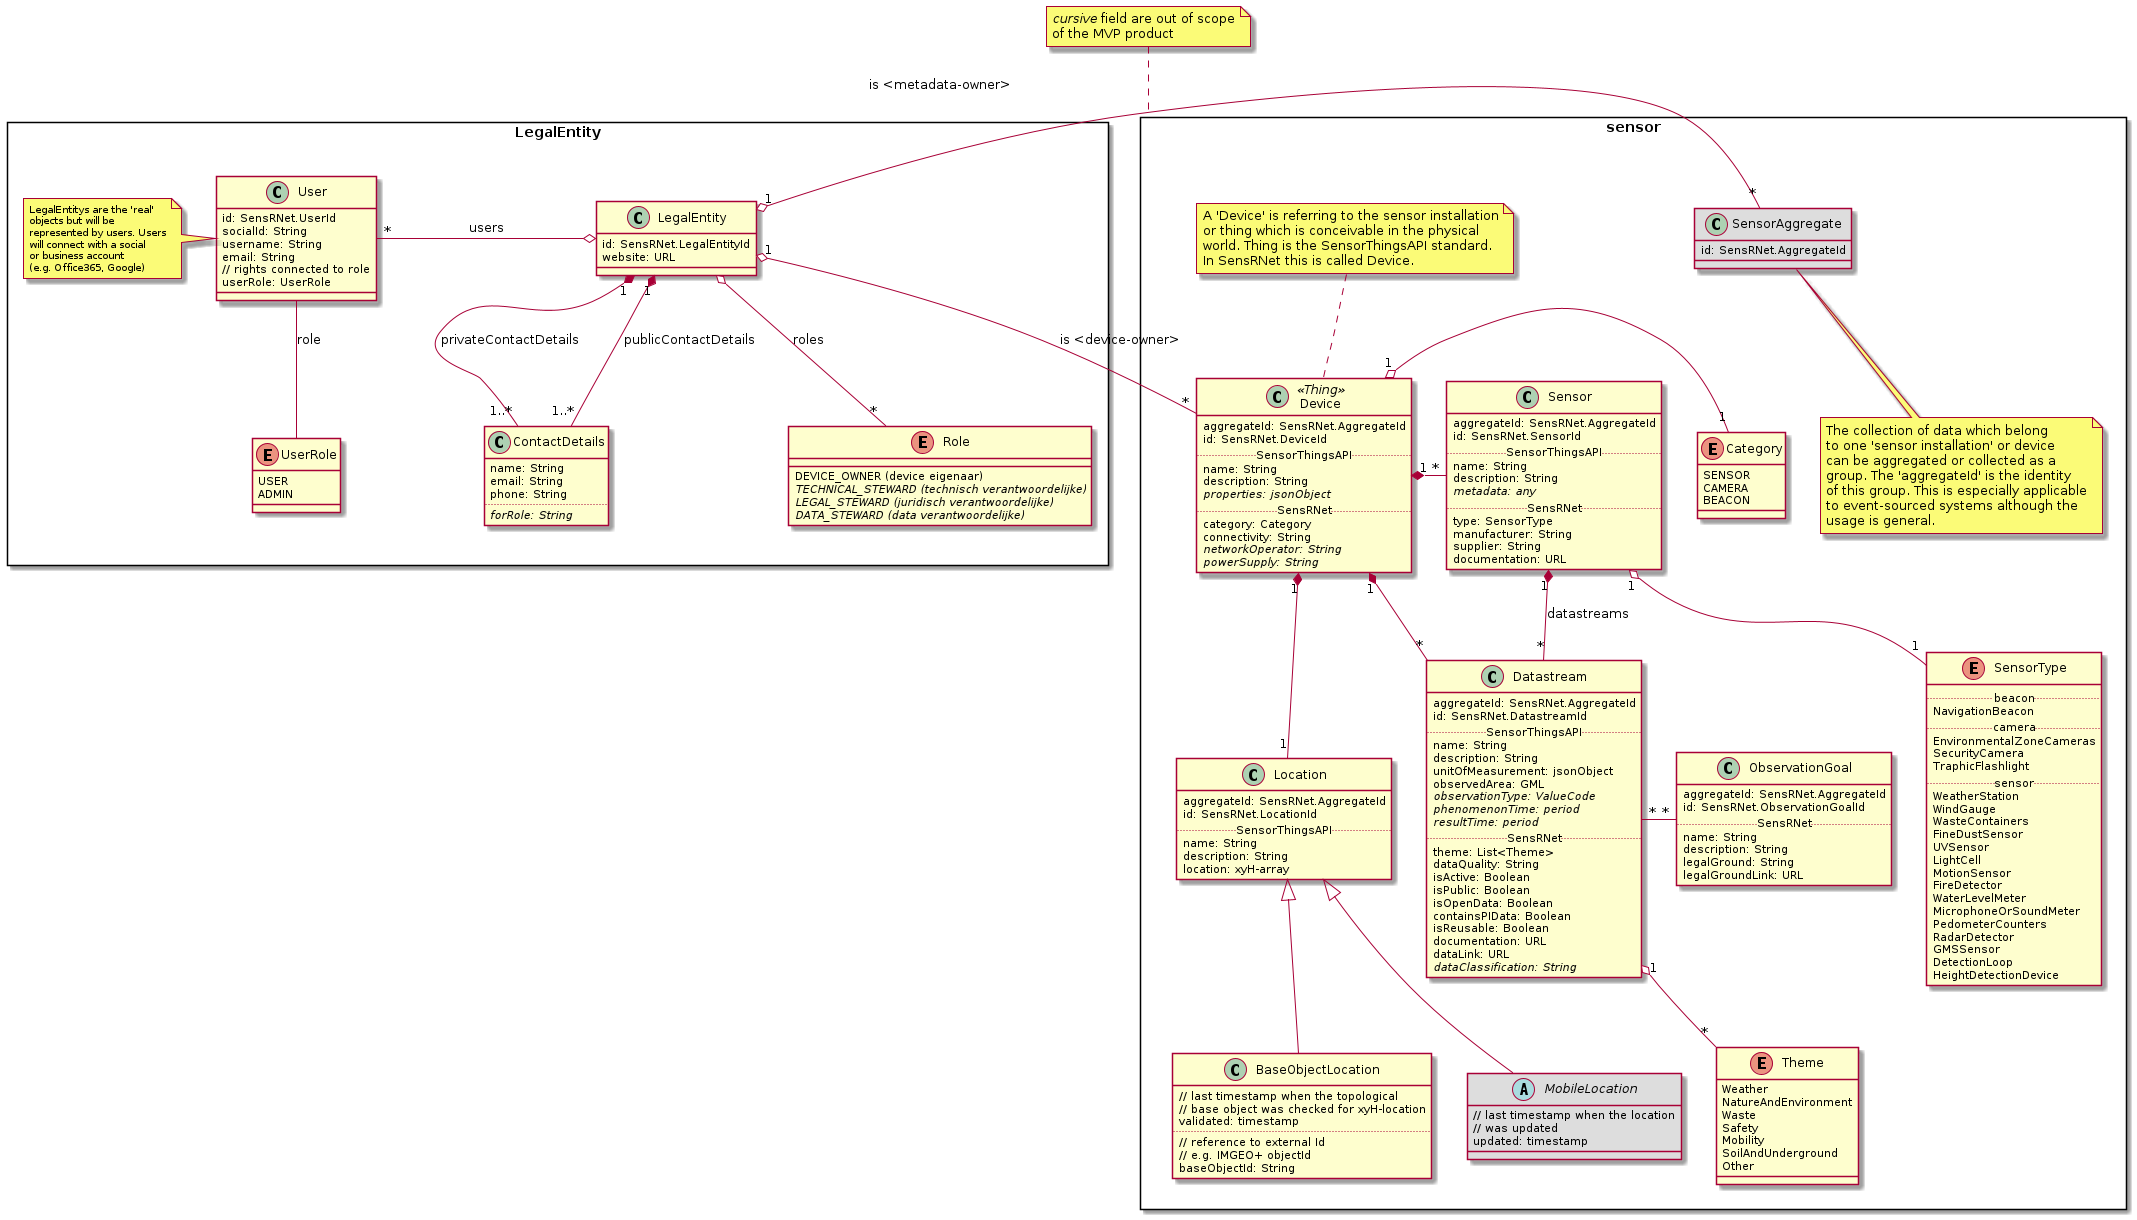 cursive field are out of scope
of the MVP product
is <metadata-owner>
LegalEntity
LegalEntitys are the 'real'
objects but will be
represented by users. Users
will connect with a social
or business account
(e.g. Office365, Google)
C User
id: SensRNet.UserId
socialId: String
username: String
email: String
// rights connected to role
userRole: UserRole
* users
C LegalEntity
id: SensRNet.LegalEntityId
website: URL
1
1
1
1
role
privateContactDetails
publicContactDetails
roles
is <device-owner>
1..*
1..*
*
*
E UserRole
USER
ADMIN
C ContactDetails
name: String
email: String
phone: String
forRole: String
E Role
DEVICE_OWNER (device eigenaar)
TECHNICAL_STEWARD (technisch verantwoordelijke)
LEGAL_STEWARD (juridisch verantwoordelijke)
DATA_STEWARD (data verantwoordelijke)
sensor
*
A 'Device' is referring to the sensor installation
or thing which is conceivable in the physical
world. Thing is the SensorThingsAPI standard.
In SensRNet this is called Device.
C SensorAggregate
id: SensRNet.AggregateId
The collection of data which belong
to one 'sensor installation' or device
can be aggregated or collected as a
group. The 'aggregateId' is the identity
of this group. This is especially applicable
to event-sourced systems although the
usage is general.
1
1
C «Thing»
Device
aggregateId: SensRNet.AggregateId
id: SensRNet.DeviceId
SensorThingsAPI
name: String
description: String
properties: jsonObject
SensRNet
category: Category
connectivity: String
networkOperator: String
powerSupply: String
1 *
C Sensor
aggregateId: SensRNet.AggregateId
id: SensRNet.SensorId
SensorThingsAPI
name: String
description: String
metadata: any
SensRNet
type: SensorType
manufacturer: String
supplier: String
documentation: URL
E Category
SENSOR
CAMERA
BEACON
1
1
1
1
datastreams
*
*
1
1
C Datastream
aggregateId: SensRNet.AggregateId
id: SensRNet.DatastreamId
SensorThingsAPI
name: String
description: String
unitOfMeasurement: jsonObject
observedArea: GML
observationType: ValueCode
phenomenonTime: period
resultTime: period
SensRNet
theme: List<Theme>
dataQuality: String
isActive: Boolean
isPublic: Boolean
isOpenData: Boolean
containsPIData: Boolean
isReusable: Boolean
documentation: URL
dataLink: URL
dataClassification: String
C Location
aggregateId: SensRNet.AggregateId
id: SensRNet.LocationId
SensorThingsAPI
name: String
description: String
location: xyH-array
* *
C ObservationGoal
aggregateId: SensRNet.AggregateId
id: SensRNet.ObservationGoalId
SensRNet
name: String
description: String
legalGround: String
legalGroundLink: URL
E SensorType
beacon
NavigationBeacon
camera
EnvironmentalZoneCameras
SecurityCamera
TraphicFlashlight
sensor
WeatherStation
WindGauge
WasteContainers
FineDustSensor
UVSensor
LightCell
MotionSensor
FireDetector
WaterLevelMeter
MicrophoneOrSoundMeter
PedometerCounters
RadarDetector
GMSSensor
DetectionLoop
HeightDetectionDevice
1
*
C BaseObjectLocation
// last timestamp when the topological
// base object was checked for xyH-location
validated: timestamp
// reference to external Id
// e.g. IMGEO+ objectId
baseObjectId: String
A MobileLocation
// last timestamp when the location
// was updated
updated: timestamp
E Theme
Weather
NatureAndEnvironment
Waste
Safety
Mobility
SoilAndUnderground
Other